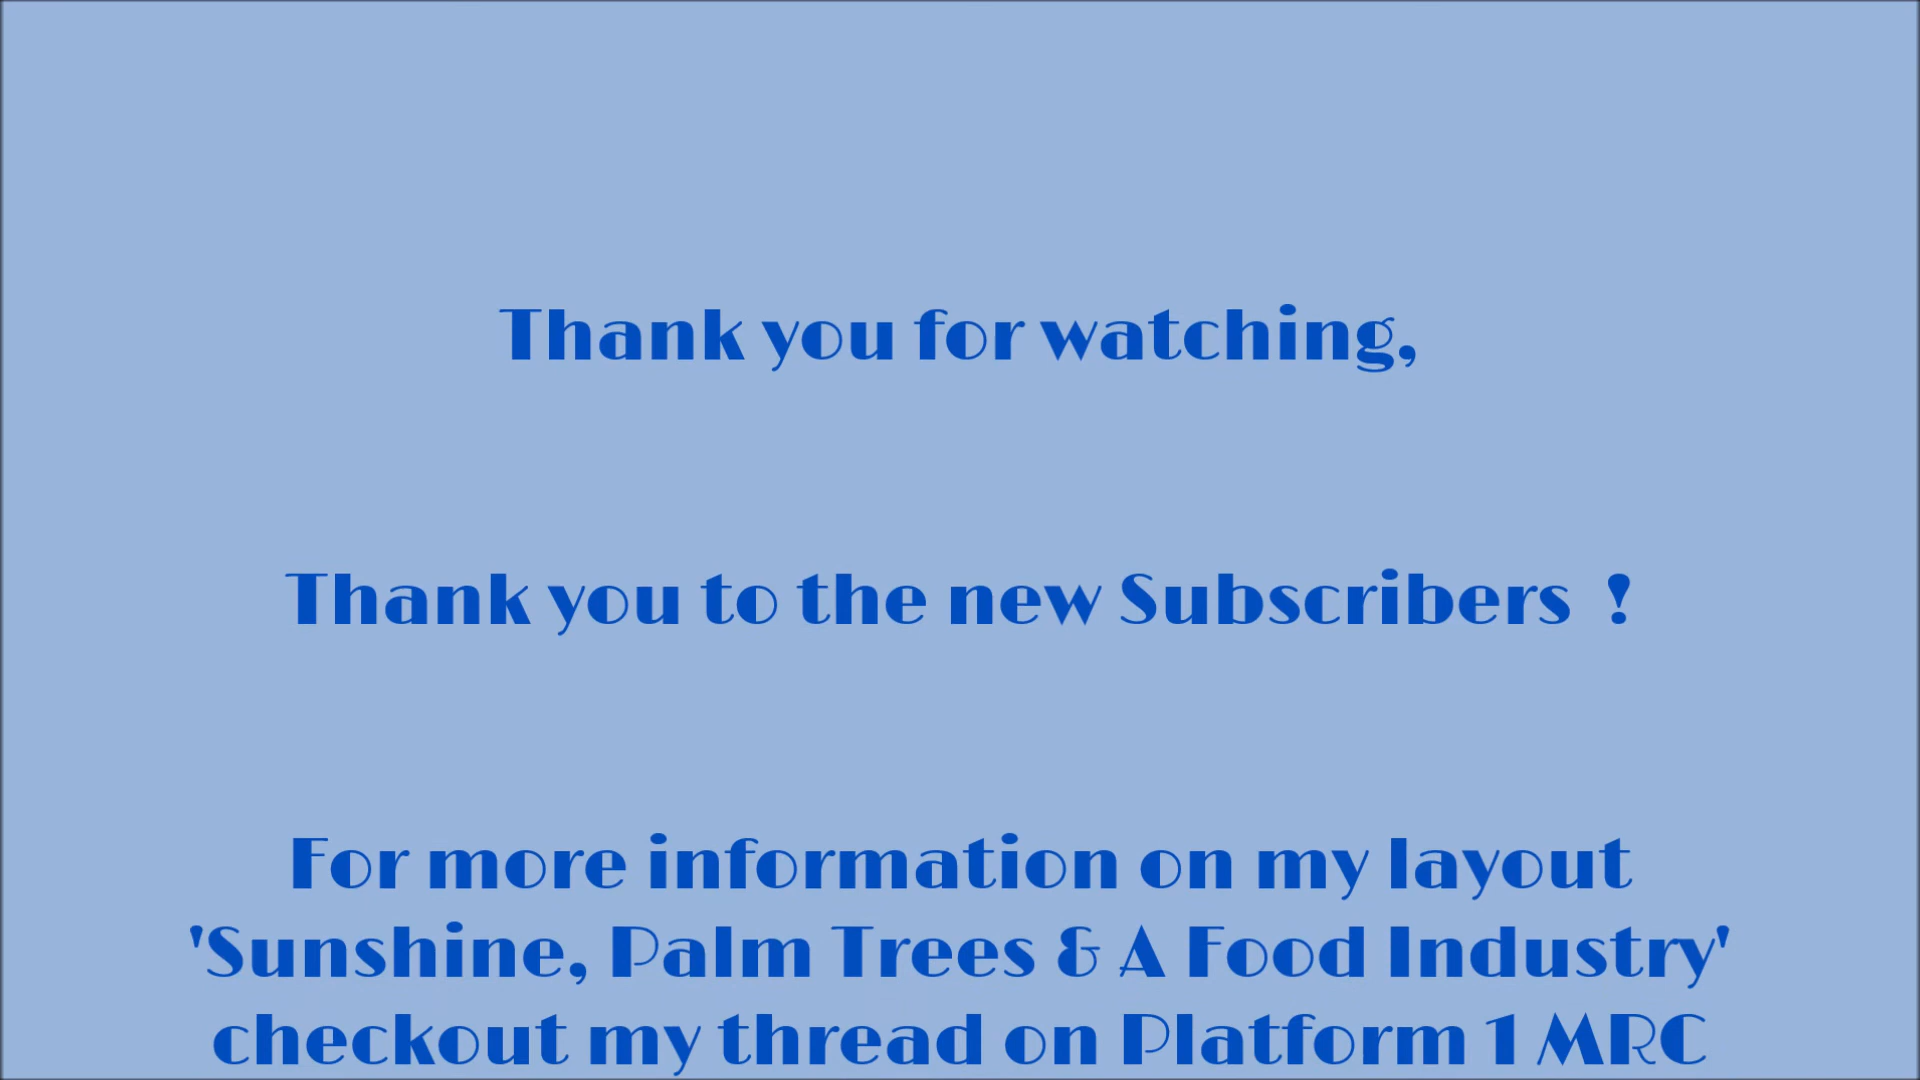 Thank you for watching,
Thank you to the new Subscribers  !
For more information on my layout
'Sunshine, Palm Trees & A Food Industry'
checkout my thread on Platform 1 MRC